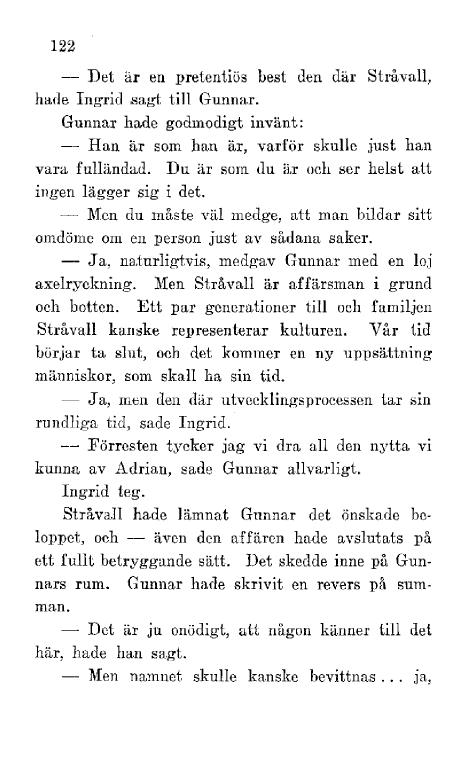 122
— Det är en pretentiös best den där Stråvall,
hade Ingrid sagt till Gunnar.
Gunnar hade godmodigt invänt:
— Han är som han är, varför skulle just han
vara fulländad. Du är som du är och ser helst att
ingen lägger sig i det.
— Men du måste väl medge, att man bildar sitt
omdöme om en person just av sådana saker.
— Ja, naturligtvis, medgav Gunnar med en loj
axelryckning. Men Stråvall är affärsman i grund
och botten. Ett par generationer till och familjen
Stråvall kanske representerar kulturen. Vår tid
börjar ta slut, och det kommer en ny uppsättning
människor, som skall ha sin tid.
— Ja, men den där utvecklingsprocessen tar sin
rundliga tid, sade Ingrid.
— Förresten tycker jag vi dra all den nytta vi
kunna av Adrian, sade Gunnar allvarligt.
Ingrid teg.
Stråvall hade lämnat Gunnar det önskade be-
loppet, och — även den affären hade avslutats på
ett fullt betryggande sätt. Det skedde inne på Gun-
nars rum. Gunnar hade skrivit en revers på sum-
man.
— Det är ju onödigt, att någon känner till det
här, hade han sagt.
— Men namnet skulle kanske bevittnas... ja,